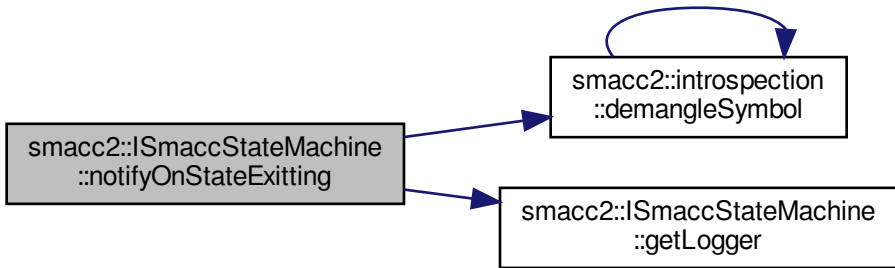 smacc2::introspection
::demangleSymbol
smacc2::ISmaccStateMachine
::notifyOnStateExitting
smacc2::ISmaccStateMachine
::getLogger